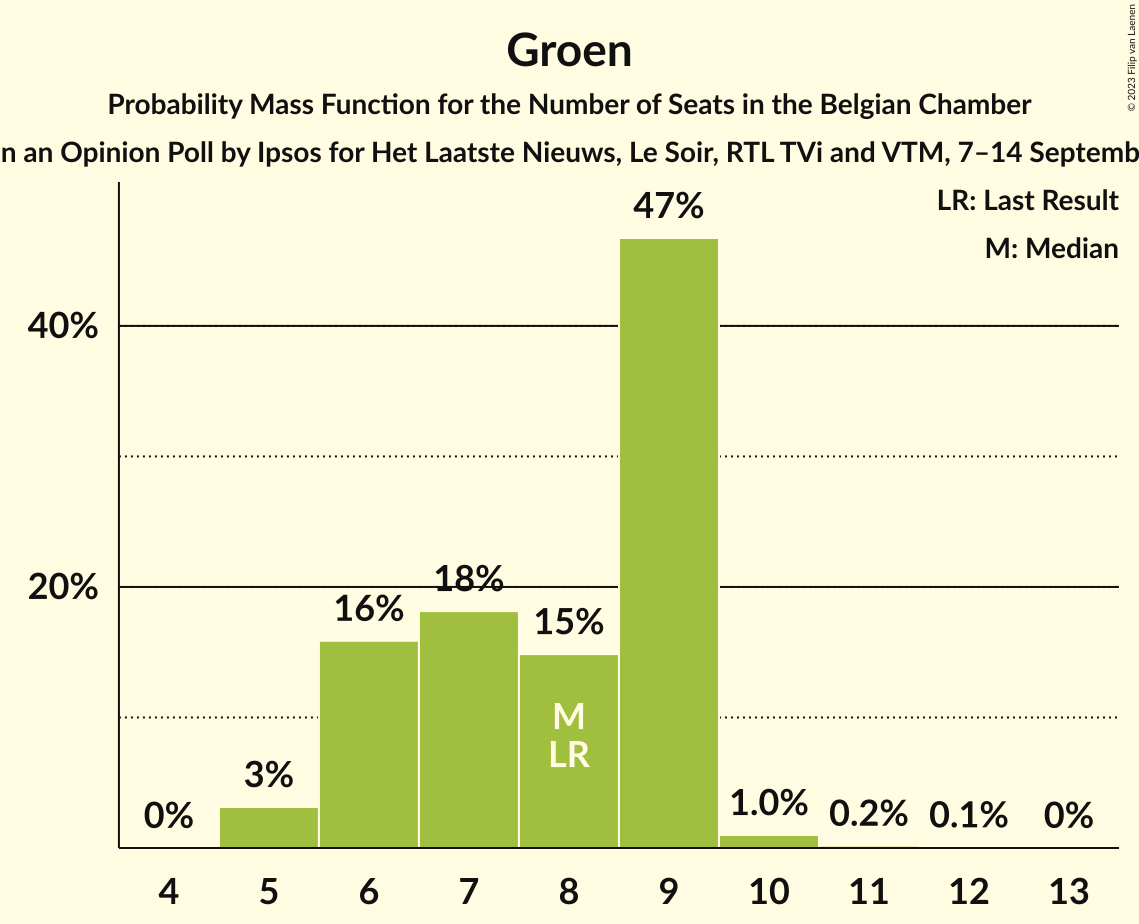 Groen
Probability Mass Function for the Number of Seats in the Belgian Chamber
an Opinion Poll by Ipsos for Het Laatste Nieuws, Le Soir, RTL TVi and VTM, 7–14
© 2023 Filip van Laenen
LR: Last Result
M: Median
47%
40%
20%
18%
16%
15%
M
LR
3%
0%
1.0%
0.2%
0.1%
0%
4 5 6 7 8 9 10 11 12 13